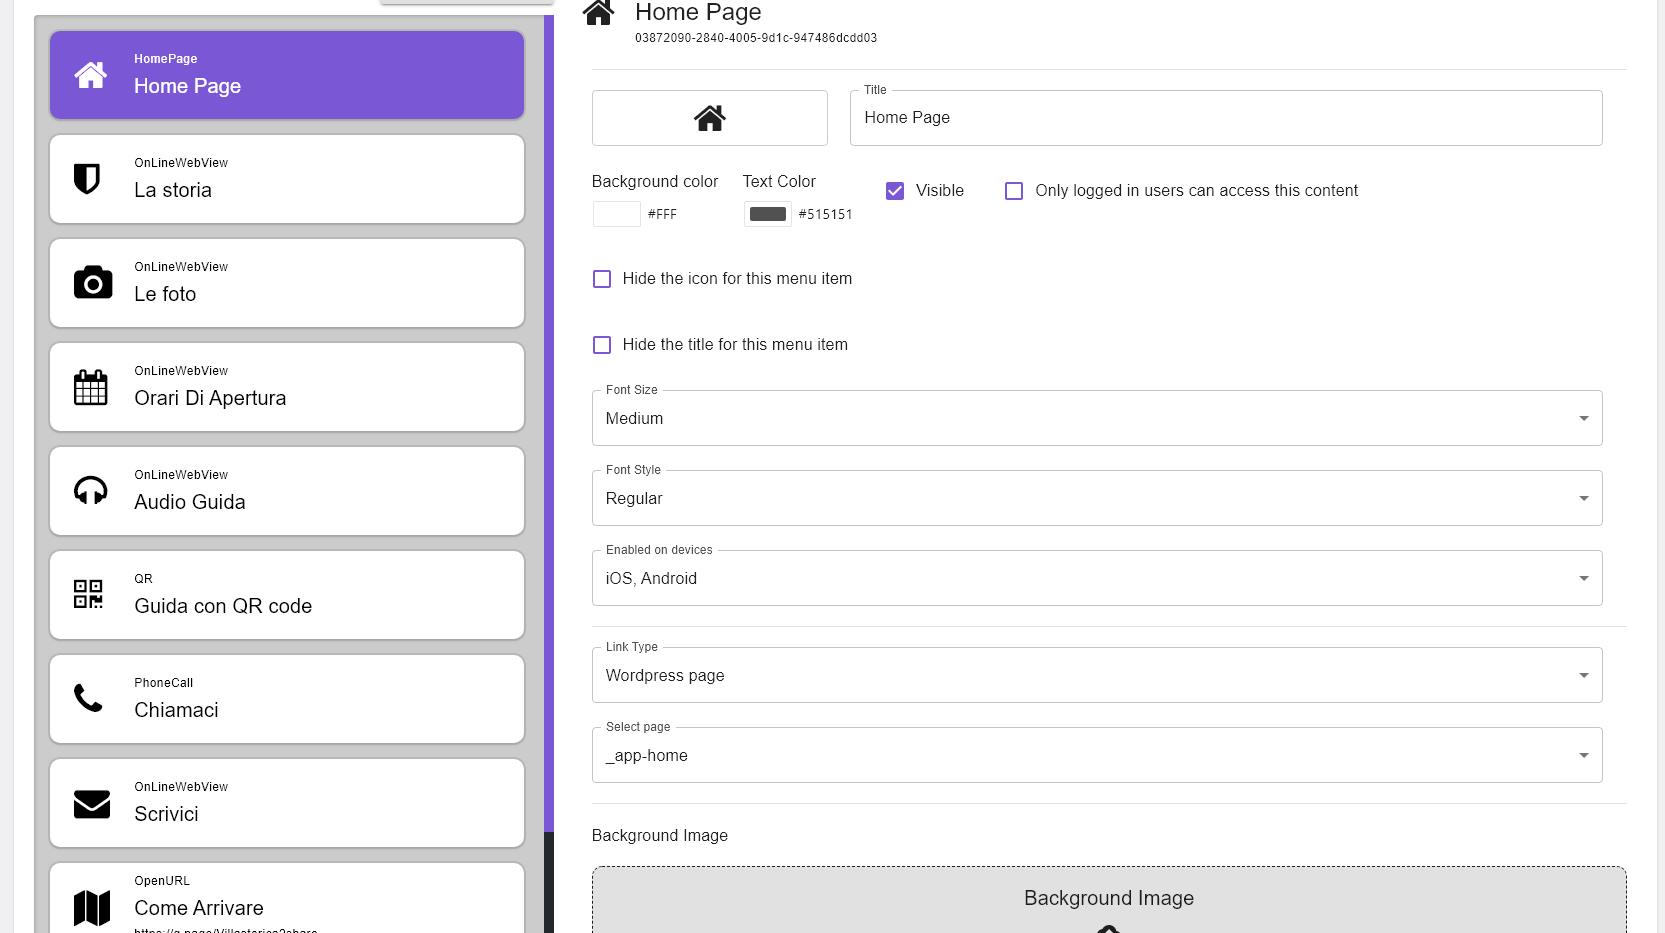 HomePage
Home Page
OnLineWebView
La storia
OnLineWebView
Le foto
OnLineWebView
Orari Di Apertura
OnLineWebView
Audio Guida
QR
Guida con QR code
PhoneCall
Chiamaci
OnLineWebView
Scrivici
OpenURL
Come Arrivare
Home Page
03872090-2840-4005-9d1c-947486dcdd03
Title
Home Page
Background color
#FFF
Text Color
#515151
Visible
Only logged in users can access this content
Hide the icon for this menu item
Hide the title for this menu item
Font Size
Medium
Font Style
Regular
Enabled on devices
iOS, Android
Link Type
Wordpress page
Select page
_app-home
Background Image
Background Image